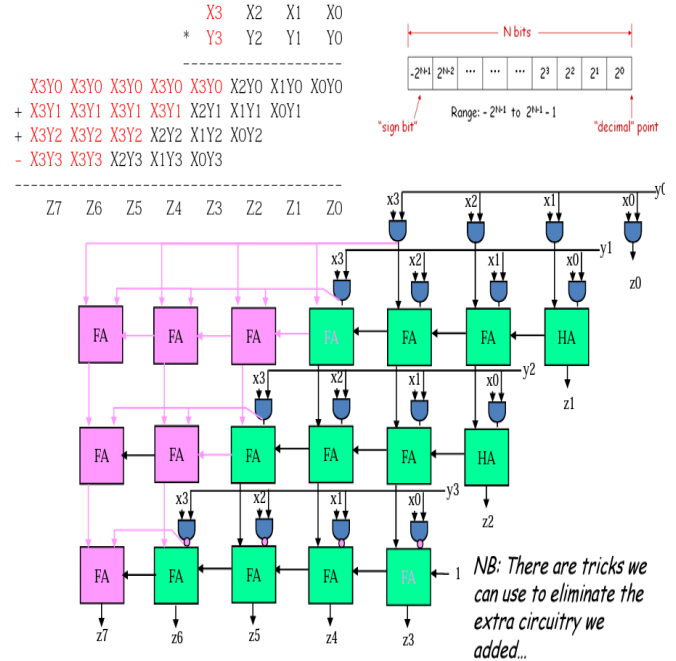 X3 X2 X1 X0
* Y3 Y2 Y1 Y0
--------------------
X3Y0 X3Y0 X3Y0 X3Y0 X3Y0 X2Y0 X1Y0 X0Y0
+ X3Y1 X3Y1 X3Y1 X3Y1 X2Y1 X1Y1 X0Y1
+ X3Y2 X3Y2 X3Y2 X2Y2 X1Y2 X0Y2
- X3Y3 X3Y3 X2Y3 X1Y3 X0Y3
-----------------------------------------
Z7 Z6 Z5 Z4 Z3 Z2 Z1 Z0
N bits
-2ᴺ⁻¹ 2ᴺ⁻² ... ... ... 2³ 2² 2¹ 2⁰
Range: - 2ᴺ⁻¹ to 2ᴺ⁻¹ - 1
"sign bit" "decimal" point
x3 x2 x1 x0 y0
z0
x3 x2 x1 x0 y1
FA FA FA FA FA FA HA
z1
x3 x2 x1 x0 y2
FA FA FA FA FA HA
z2
x3 x2 x1 x0 y3
FA FA FA FA FA 1
z7 z6 z5 z4 z3
NB: There are tricks we
can use to eliminate the
extra circuitry we
added...